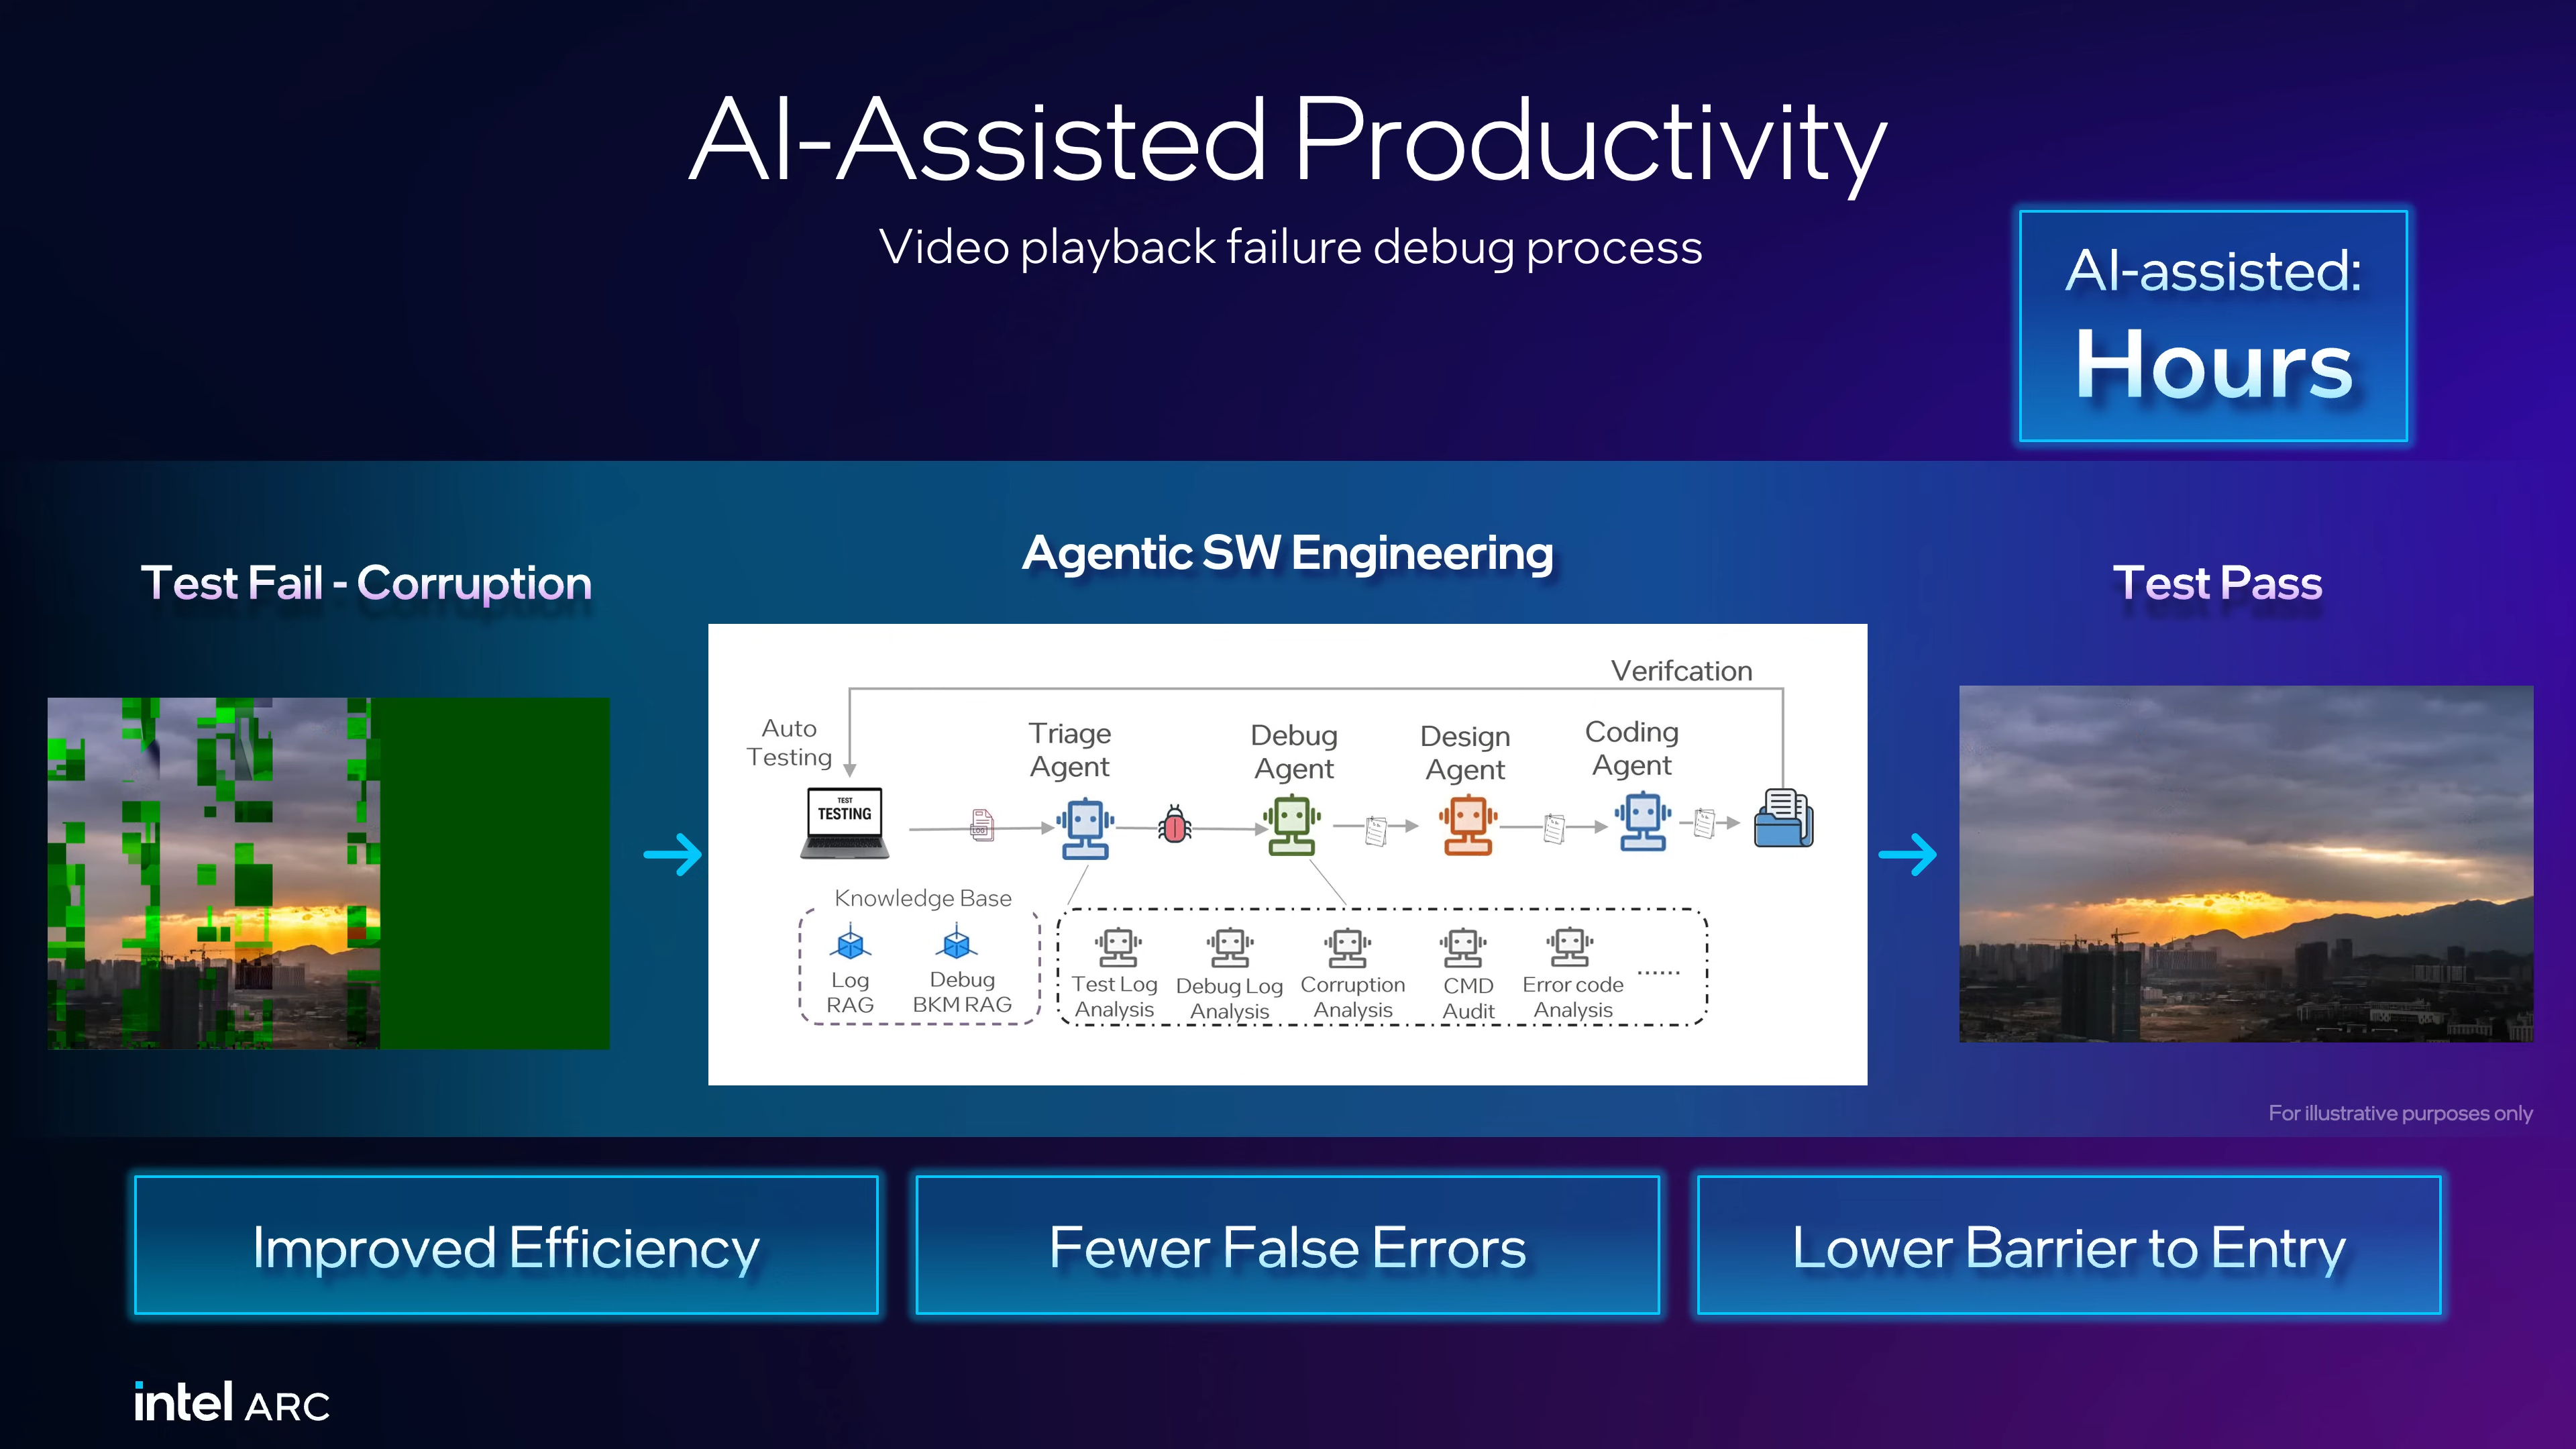 AI-Assisted Productivity
Video playback failure debug process
AI-assisted:
Hours
Test Fail - Corruption
Agentic SW Engineering
Test Pass
Verifcation
Auto
Testing
Triage
Agent
Debug
Agent
Design
Agent
Coding
Agent
TEST
TESTING
LOG
Knowledge Base
Log
RAG
Debug
BKM RAG
Test Log
Analysis
Debug Log
Analysis
Corruption
Analysis
CMD
Audit
Error code
Analysis
......
For illustrative purposes only
Improved Efficiency
Fewer False Errors
Lower Barrier to Entry
intel ARC